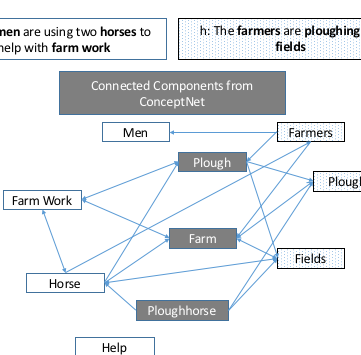 men are using two horses to
help with farm work
h: The farmers are ploughing
fields
Connected Components from
ConceptNet
Men
Farmers
Plough
Plough
Farm Work
Farm
Fields
Horse
Ploughhorse
Help